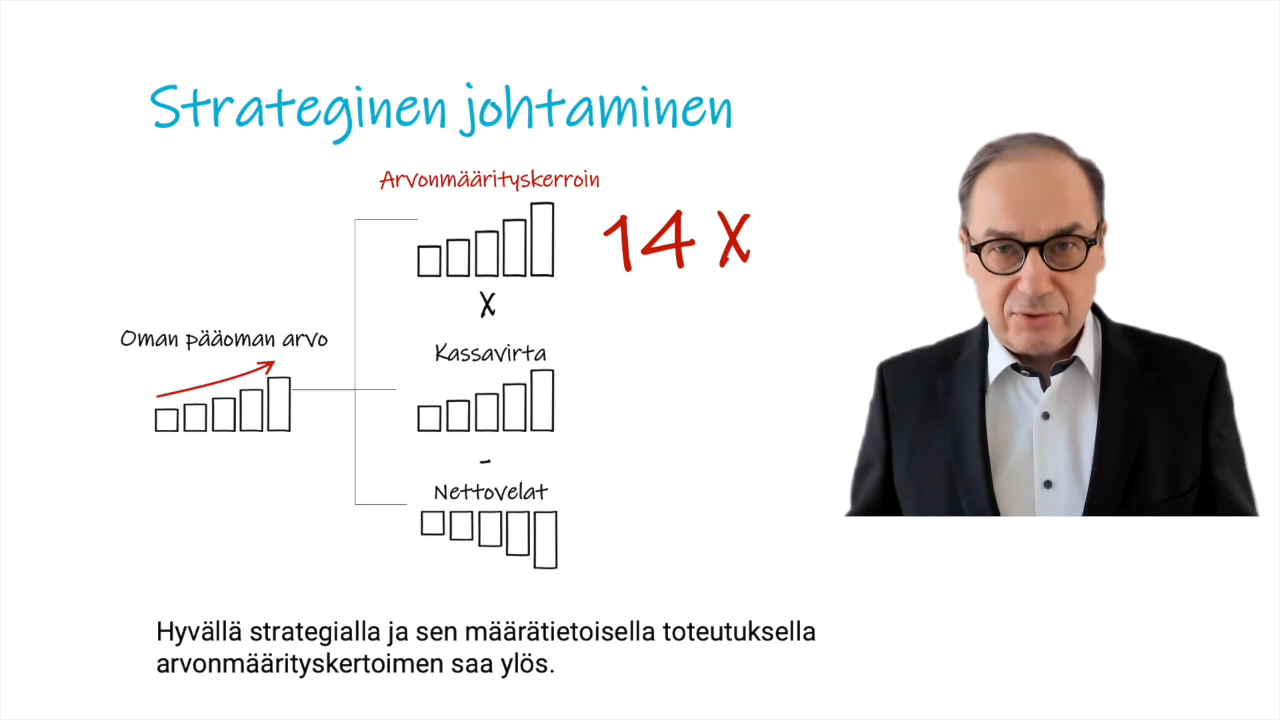 Strateginen johtaminen
Arvonmäärityskerroin
14 X
X
Oman pääoman arvo
Kassavirta
-
Nettovelat
Hyvällä strategialla ja sen määrätietoisella toteutuksella
arvonmäärityskertoimen saa ylös.